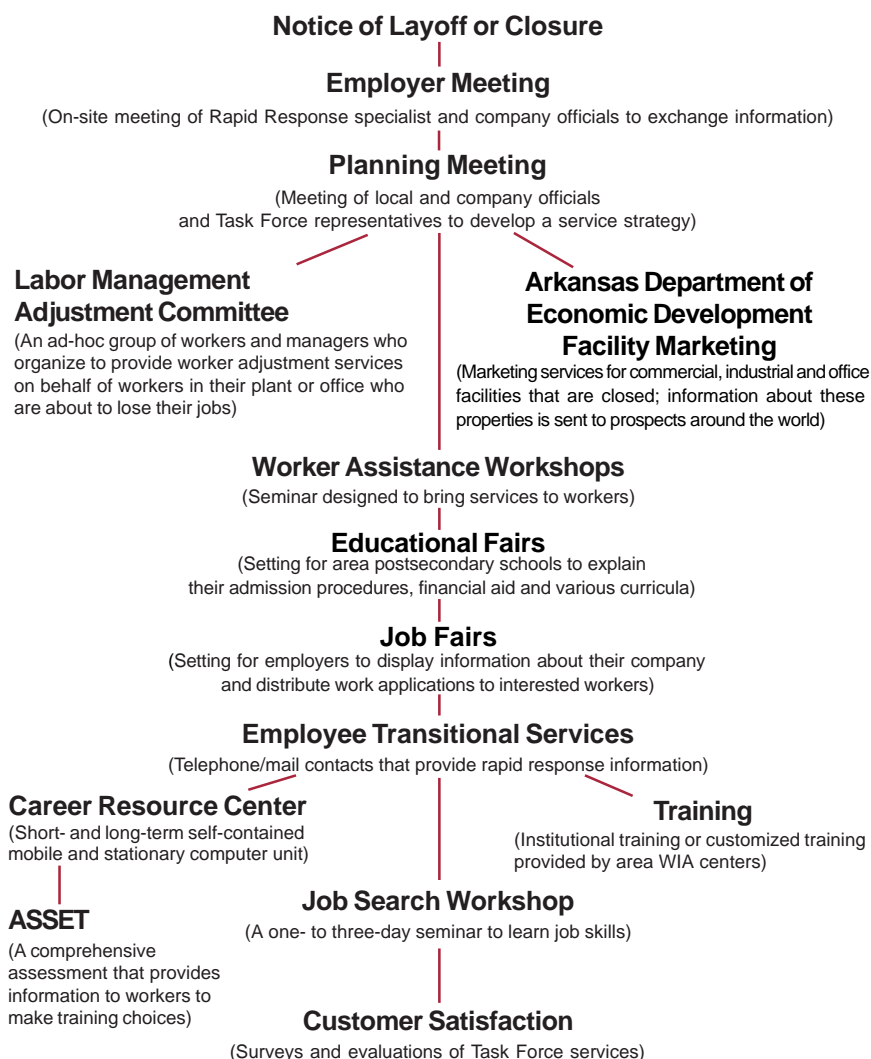 Notice of Layoff or Closure
Employer Meeting
(On-site meeting of Rapid Response specialist and company officials to exchange information)
Planning Meeting
(Meeting of local and company officials
and Task Force representatives to develop a service strategy)
Labor Management
Adjustment Committee
(An ad-hoc group of workers and managers who
organize to provide worker adjustment services
on behalf of workers in their plant or office who
are about to lose their jobs)
Arkansas Department of
Economic Development
Facility Marketing
(Marketing services for commercial, industrial and office
facilities that are closed; information about these
properties is sent to prospects around the world)
Worker Assistance Workshops
(Seminar designed to bring services to workers)
Educational Fairs
(Setting for area postsecondary schools to explain
their admission procedures, financial aid and various curricula)
Job Fairs
(Setting for employers to display information about their company
and distribute work applications to interested workers)
Employee Transitional Services
(Telephone/mail contacts that provide rapid response information)
Career Resource Center
(Short- and long-term self-contained
mobile and stationary computer unit)
Training
(Institutional training or customized training
provided by area WIA centers)
ASSET
(A comprehensive
assessment that provides
information to workers to
make training choices)
Job Search Workshop
(A one- to three-day seminar to learn job skills)
Customer Satisfaction
(Surveys and evaluations of Task Force services)